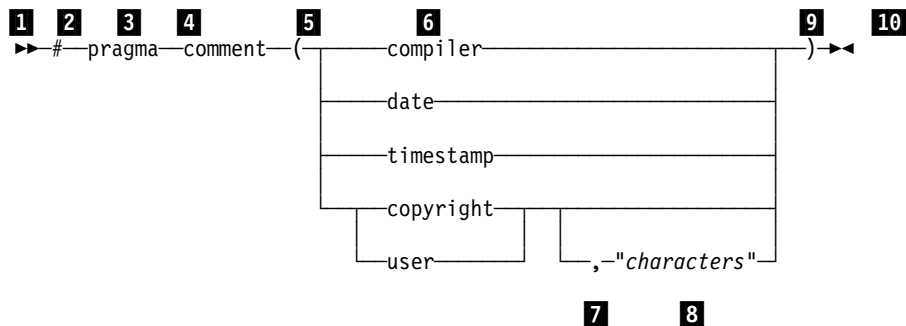 1 2 3 4 5 6 9 10
# pragma comment ( compiler )
date
timestamp
copyright
user , "characters"
7 8